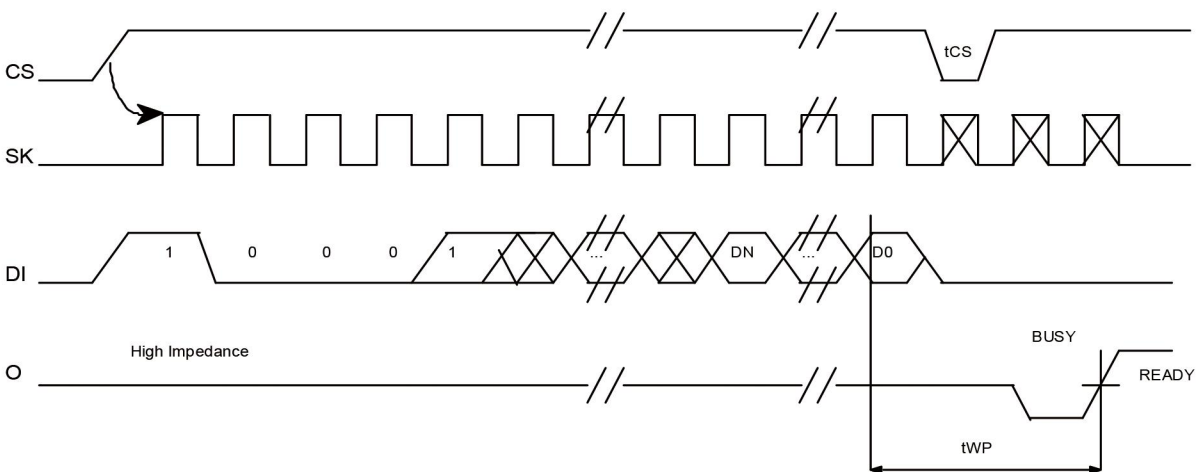 tCS
CS
SK
1 0 0 0 1 ... DN ... D0
DI
BUSY
High Impedance
O
READY
tWP